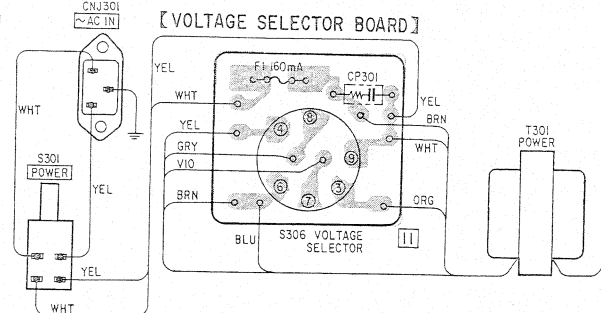 CNJ301
~AC IN
【VOLTAGE SELECTOR BOARD】
YEL
F1 160mA
CP301
WHT
WHT
YEL
YEL
BRN
T301
POWER
④
⑧
GRY
WHT
S301
POWER
VIO
⑨
YEL
BRN
⑥
⑦
③
ORG
BLU
S306 VOLTAGE
SELECTOR
11
YEL
WHT